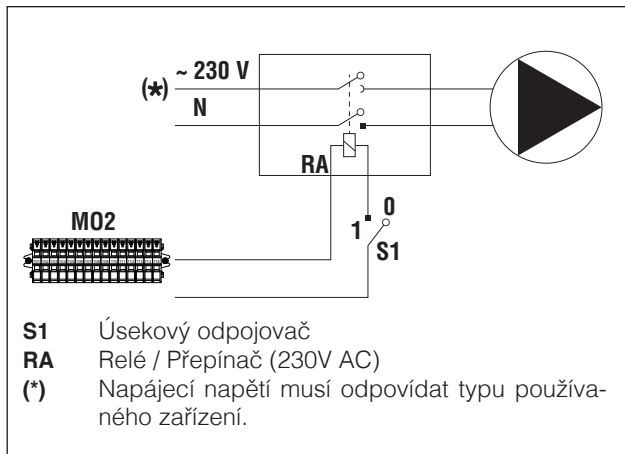 ~ 230 V
(*)
N
RA
0
1
S1
M02
S1 Úsekový odpojovač
RA Relé / Přepínač (230V AC)
(*) Napájecí napětí musí odpovídat typu používa-
ného zařízení.